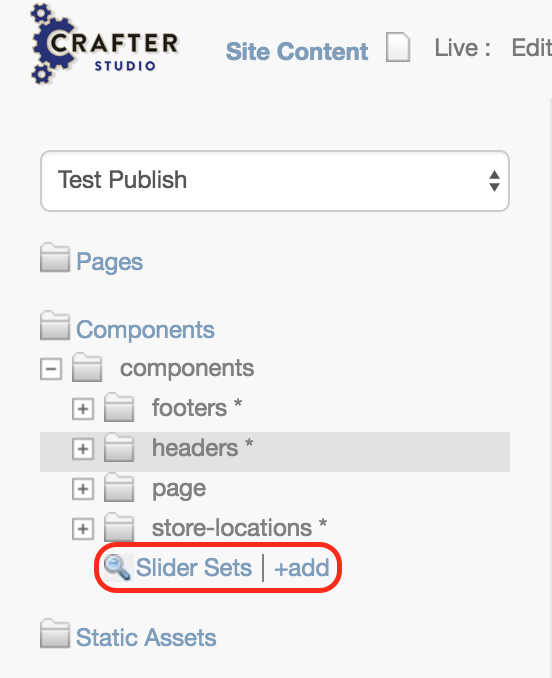 CRAFTER
STUDIO
Site Content Live : Edit
Test Publish
Pages
Components
components
footers *
headers *
page
store-locations *
Slider Sets | +add
Static Assets